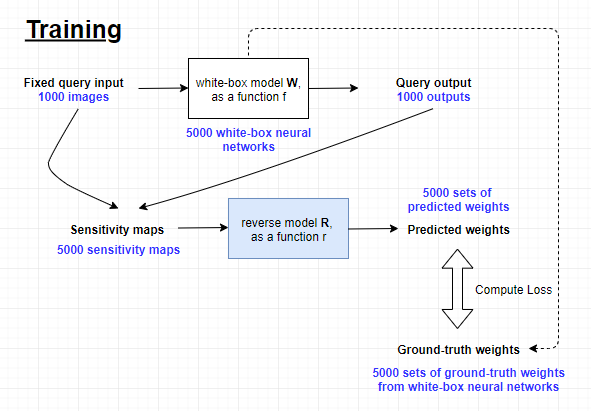 Training
Fixed query input
1000 images
white-box model W,
as a function f
Query output
1000 outputs
5000 white-box neural
networks
Sensitivity maps
5000 sensitivity maps
reverse model R,
as a function r
5000 sets of
predicted weights
Predicted weights
Compute Loss
Ground-truth weights
5000 sets of ground-truth weights
from white-box neural networks